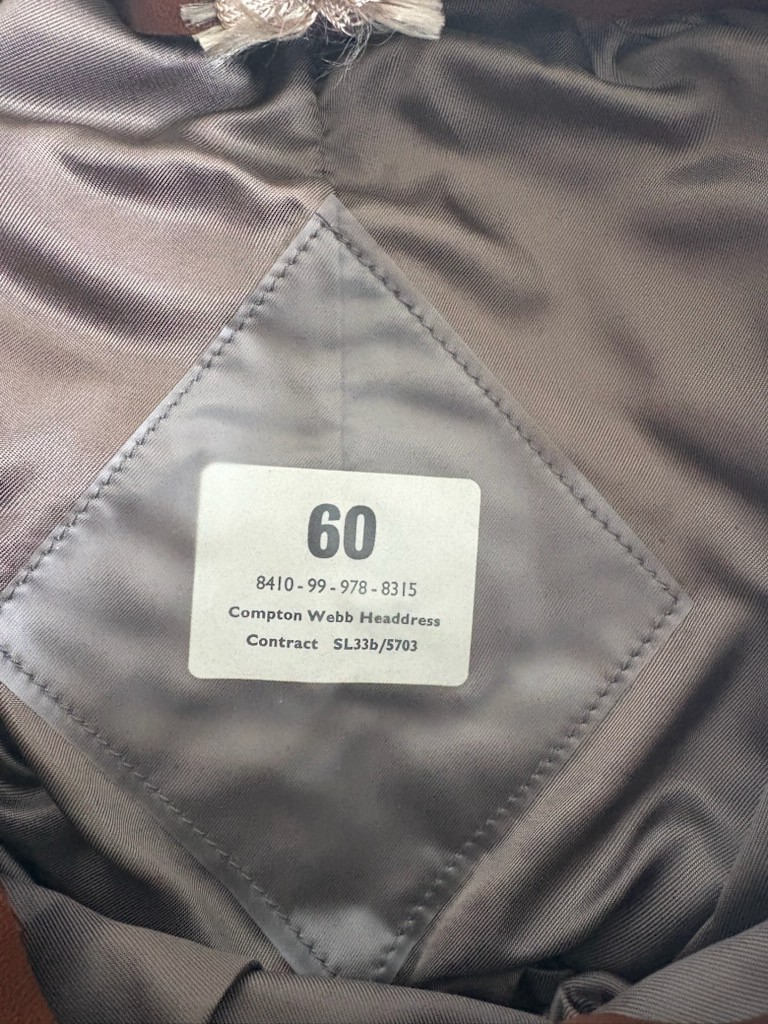 60
8410-99-978-8315
Compton Webb Headdress
Contract SL33b/5703